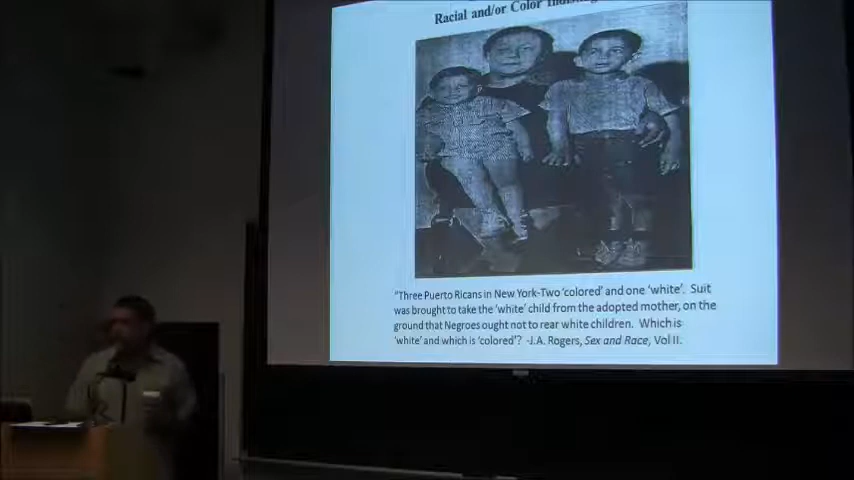 Racial and/or Color
"Three Puerto Ricans in New York-Two 'colored' and one 'white'. Suit
was brought to take the 'white' child from the adopted mother, on the
ground that Negroes ought not to rear white children. Which is
'white' and which is 'colored'? -J.A. Rogers, Sex and Race, Vol II.